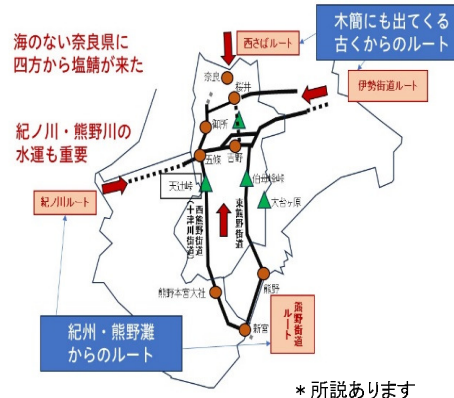 海のない奈良県に
四方から塩鯖が来た
西さばルート
木簡にも出てくる
古くからのルート
伊勢街道ルート
奈良
桜井
御所
紀ノ川・熊野川の
水運も重要
五條
吉野
天辻峠
伯母峰峠
大台ケ原
紀ノ川ルート
西熊野街道
(十津川街道)
東熊野街道
熊野本宮大社
熊野
新宮
熊野街道
ルート
紀州・熊野灘
からのルート
*所説あります